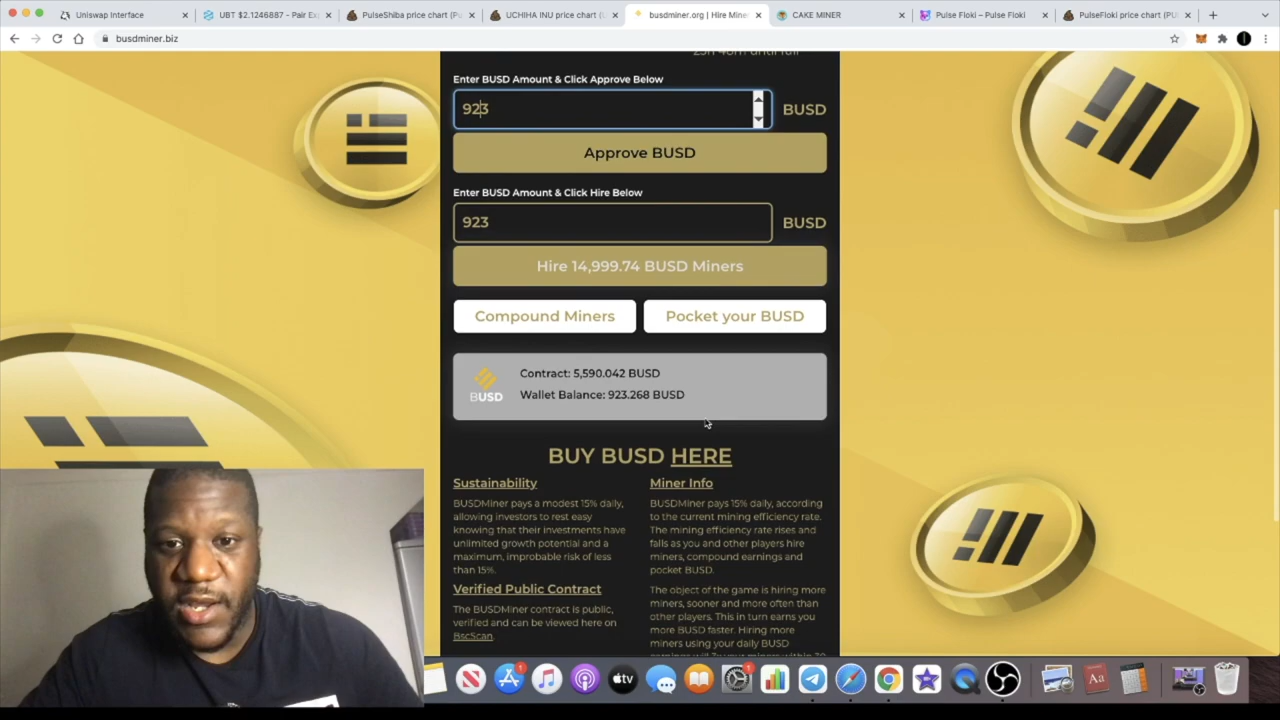 Uniswap Interface
UBT $2.1246887 - Pair Ex
PulseShiba price chart (P
UCHIHA INU price chart (
busdminer.org | Hire Mine
CAKE MINER
Pulse Floki – Pulse Floki
PulseFloki price chart (PU
busdminer.biz
Enter BUSD Amount & Click Approve Below
923 BUSD
Approve BUSD
Enter BUSD Amount & Click Hire Below
923 BUSD
Hire 14,999.74 BUSD Miners
Compound Miners
Pocket your BUSD
BUSD
Contract: 5,590.042 BUSD
Wallet Balance: 923.268 BUSD
BUY BUSD HERE
Sustainability
BUSDMiner pays a modest 15% daily,
allowing investors to rest easy
knowing that their investments have
unlimited growth potential and a
maximum, improbable risk of less
than 15%.
Verified Public Contract
The BUSDMiner contract is public,
verified and can be viewed here on
BscScan.
Miner Info
BUSDMiner pays 15% daily, according
to the current mining efficiency rate.
The mining efficiency rate rises and
falls as you and other players hire
miners, compound earnings and
pocket BUSD.
The object of the game is hiring more
miners, sooner and more often than
other players. This in turn earns you
more BUSD faster. Hiring more
miners using your daily BUSD
tv
Aa